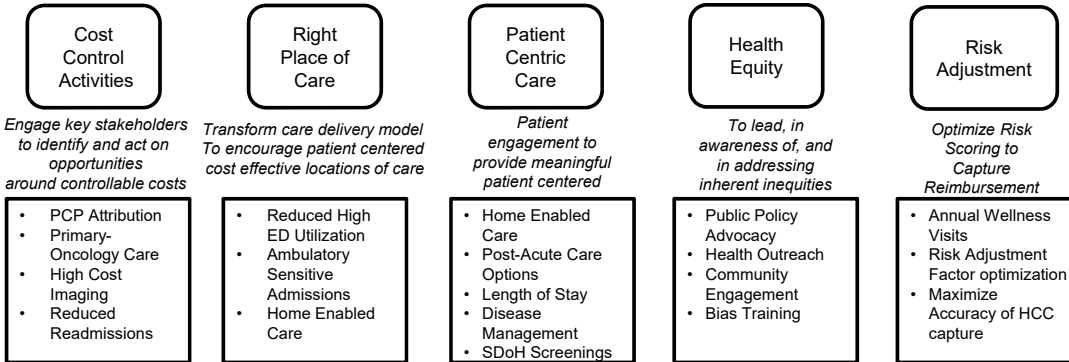 Cost
Control
Activities
Engage key stakeholders
to identify and act on
opportunities
around controllable costs
• PCP Attribution
• Primary-
Oncology Care
• High Cost
Imaging
• Reduced
Readmissions
Right
Place of
Care
Transform care delivery model
To encourage patient centered
cost effective locations of care
• Reduced High
ED Utilization
• Ambulatory
Sensitive
Admissions
• Home Enabled
Care
Patient
Centric
Care
Patient
engagement to
provide meaningful
patient centered
• Home Enabled
Care
• Post-Acute Care
Options
• Length of Stay
• Disease
Management
• SDoH Screenings
Health
Equity
To lead, in
awareness of, and
in addressing
inherent inequities
• Public Policy
Advocacy
• Health Outreach
• Community
Engagement
• Bias Training
Risk
Adjustment
Optimize Risk
Scoring to
Capture
Reimbursement
• Annual Wellness
Visits
• Risk Adjustment
Factor optimization
• Maximize
Accuracy of HCC
capture